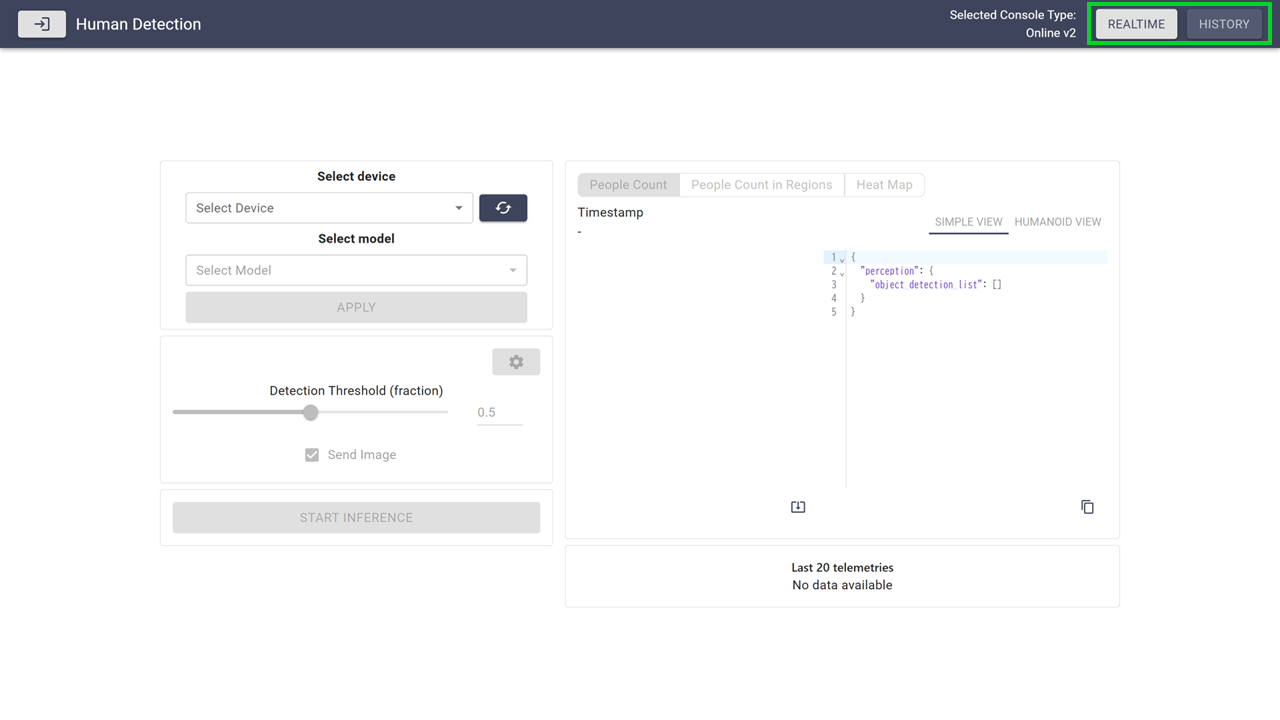 Human Detection
Selected Console Type:
Online v2
REALTIME
HISTORY
Select device
Select Device
Select model
Select Model
APPLY
Detection Threshold (fraction)
0.5
Send Image
START INFERENCE
People Count
People Count in Regions
Heat Map
Timestamp
-
SIMPLE VIEW
HUMANOID VIEW
1 {
2 "perception": {
3 "object_detection_list": []
4 }
5 }
Last 20 telemetries
No data available